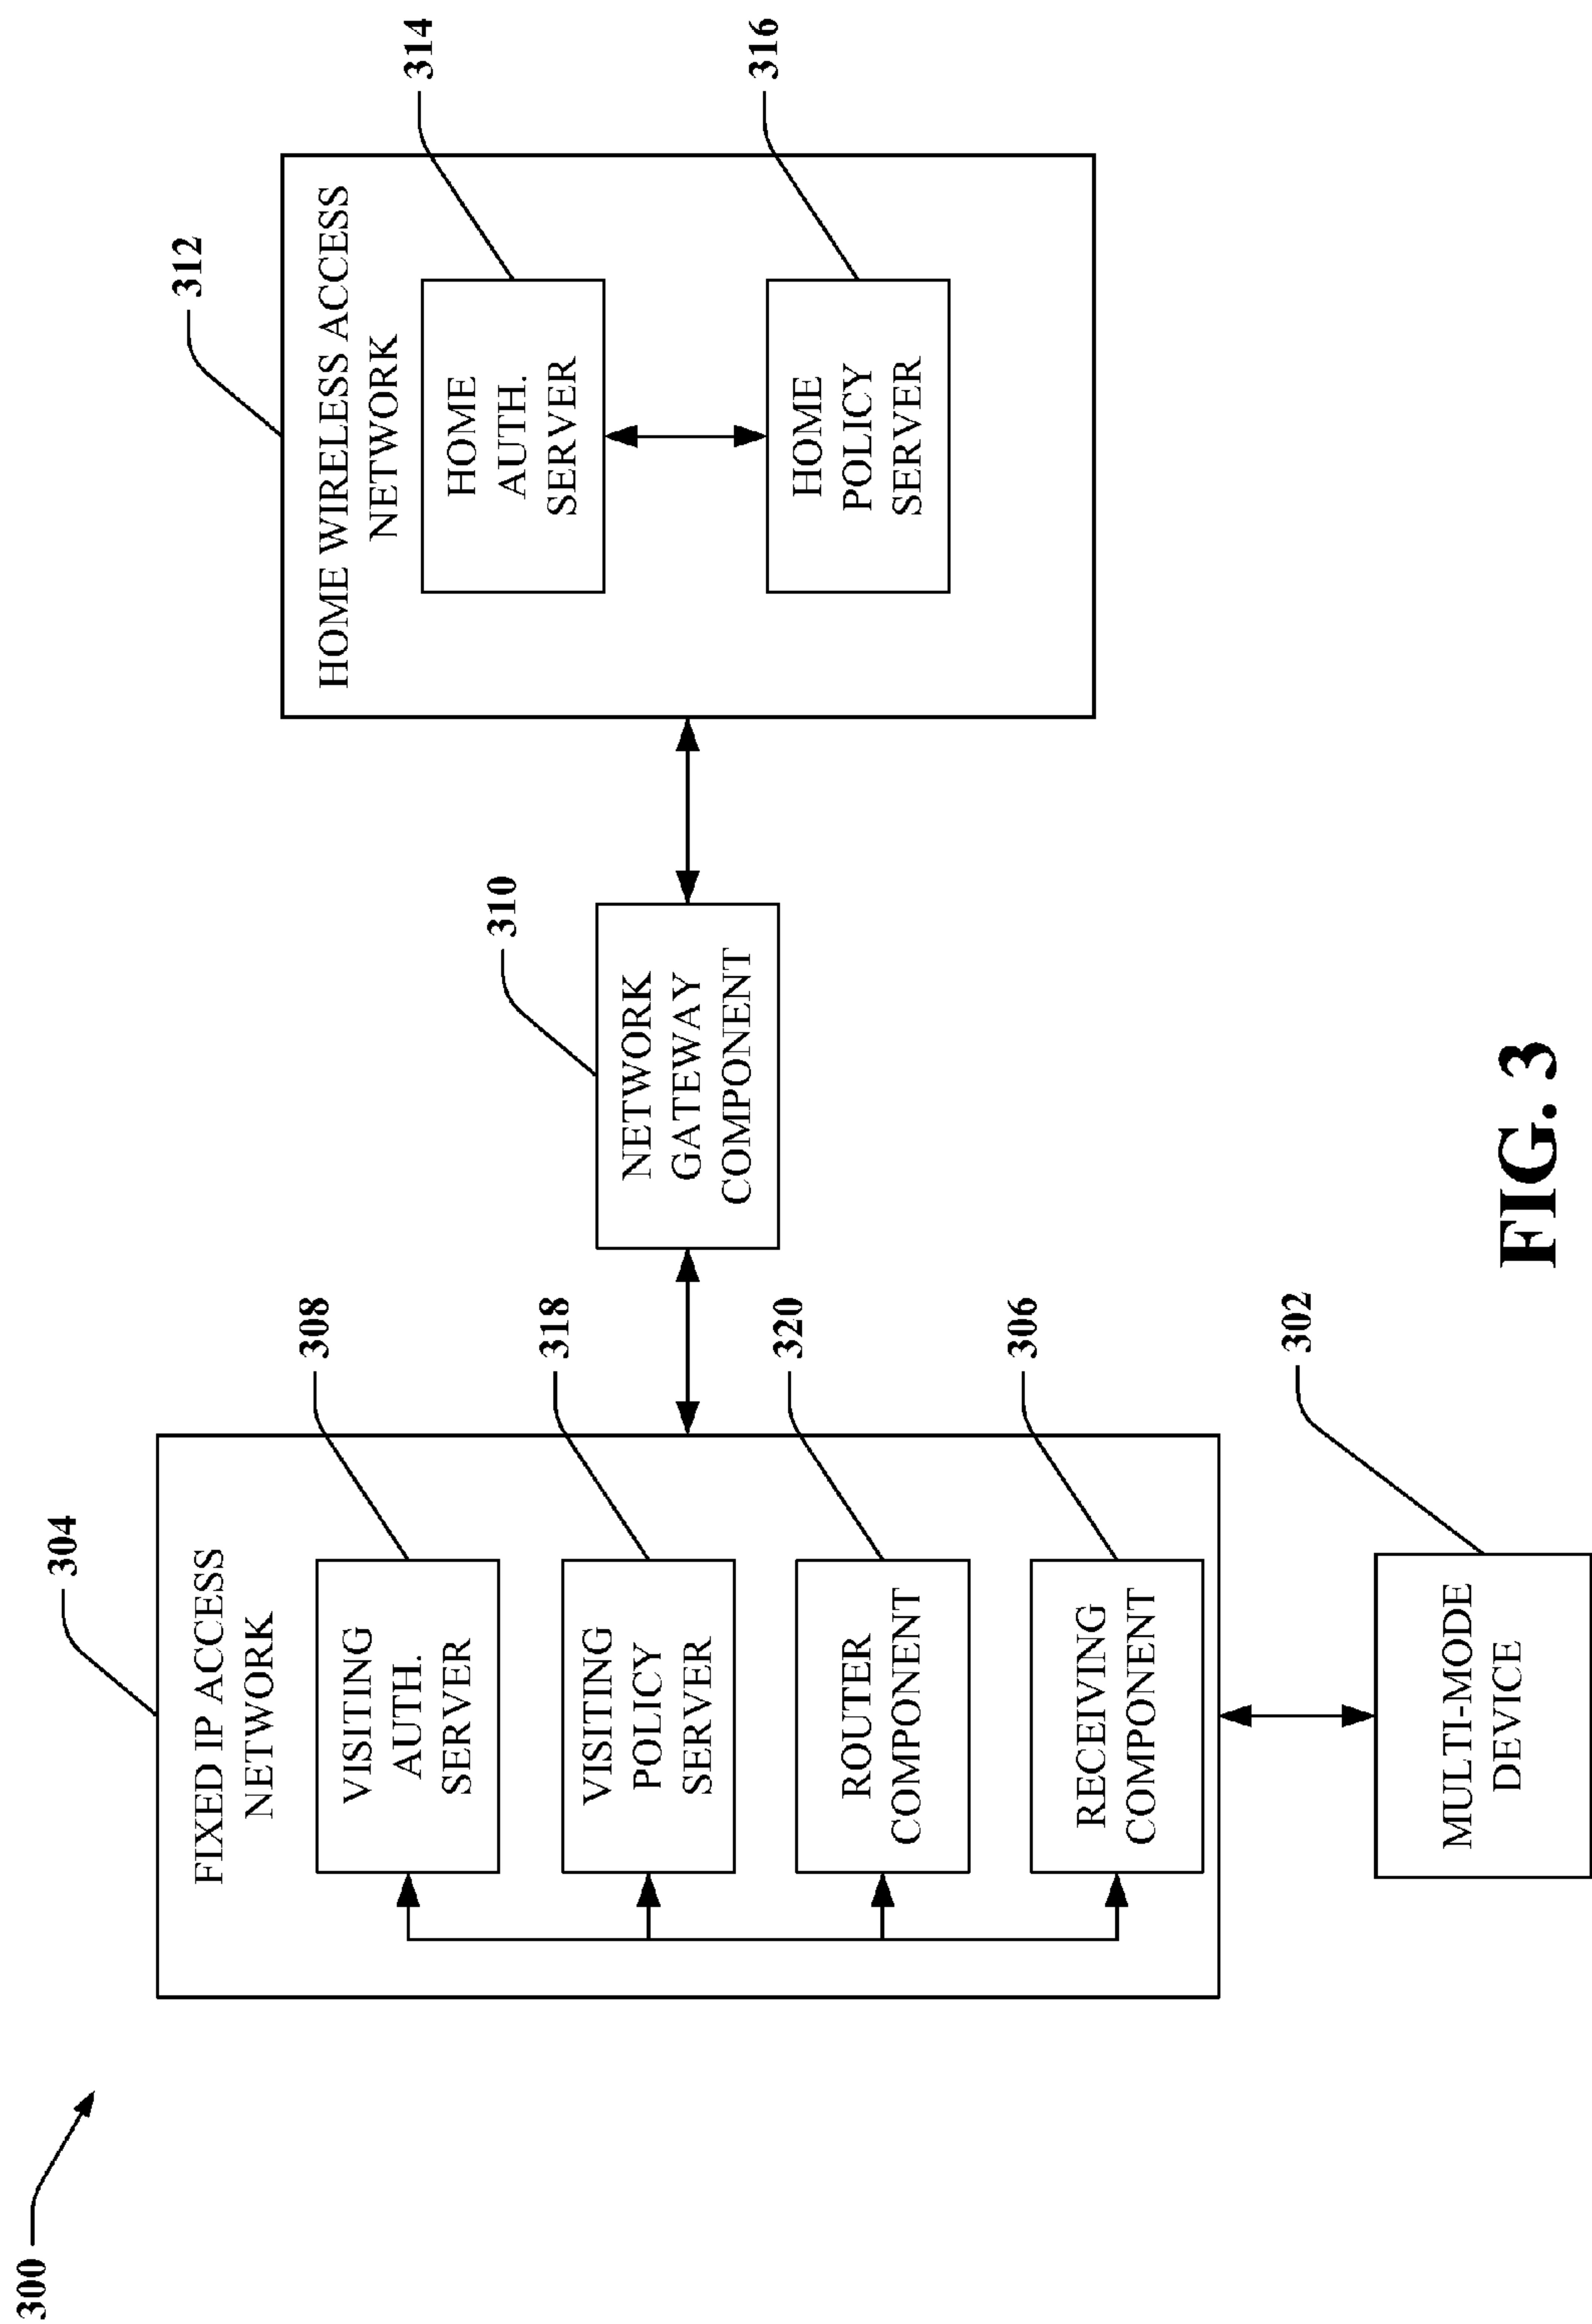 300
304
FIXED IP ACCESS
NETWORK
308
VISITING
AUTH.
SERVER
318
VISITING
POLICY
SERVER
320
ROUTER
COMPONENT
306
RECEIVING
COMPONENT
302
MULTI-MODE
DEVICE
310
NETWORK
GATEWAY
COMPONENT
312
HOME WIRELESS ACCESS
NETWORK
314
HOME
AUTH.
SERVER
316
HOME
POLICY
SERVER
FIG. 3